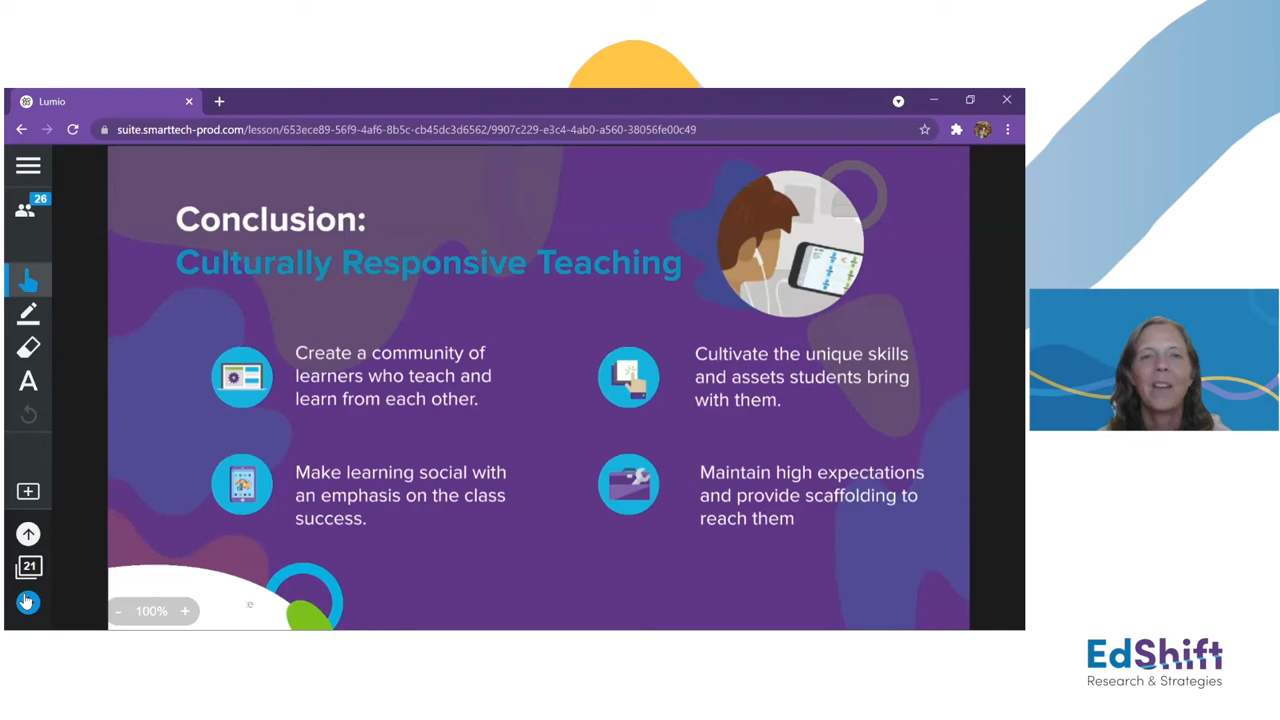 Lumio
suite.smarttech-prod.com/lesson/653ece89-56f9-4af6-8b5c-cb45dc3d6562/9907c229-e3c4-4ab0-a560-38056fe00c49
26
Conclusion:
Culturally Responsive Teaching
Create a community of
learners who teach and
learn from each other.
Cultivate the unique skills
and assets students bring
with them.
Make learning social with
an emphasis on the class
success.
Maintain high expectations
and provide scaffolding to
reach them
A
21
- 100% +
EdShift
Research & Strategies